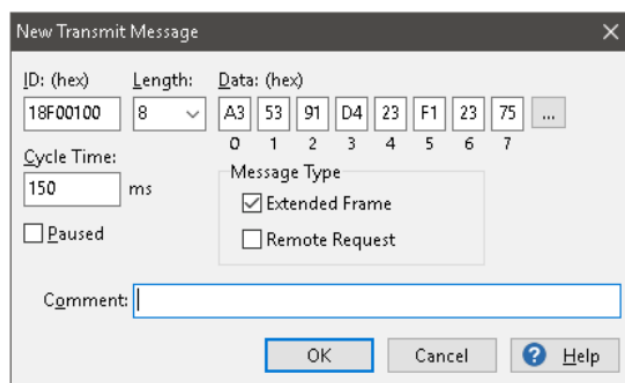 New Transmit Message
ID: (hex) Length: Data: (hex)
18F00100 8 A3 53 91 D4 23 F1 23 75 ...
0 1 2 3 4 5 6 7
Cycle Time:
150 ms
Message Type
Extended Frame
Paused
Remote Request
Comment:
OK Cancel ? Help